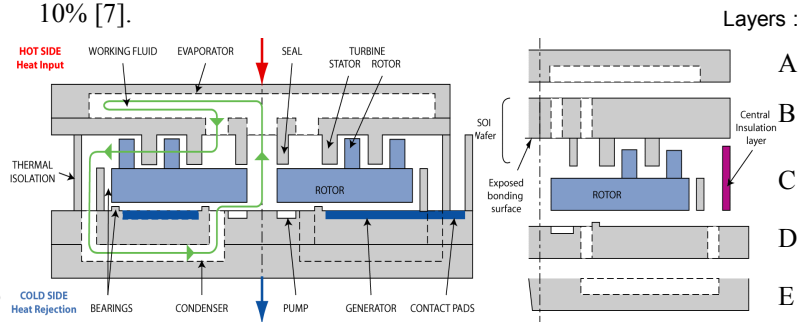 10% [7].
Layers :
HOT SIDE
Heat Input
WORKING FLUID
EVAPORATOR
SEAL
TURBINE
STATOR ROTOR
THERMAL
ISOLATION
ROTOR
COLD SIDE
Heat Rejection
BEARINGS
CONDENSER
PUMP
GENERATOR
CONTACT PADS
A
B
SOI
Wafer
Central
Insulation
layer
Exposed
bonding
surface
ROTOR
C
D
E